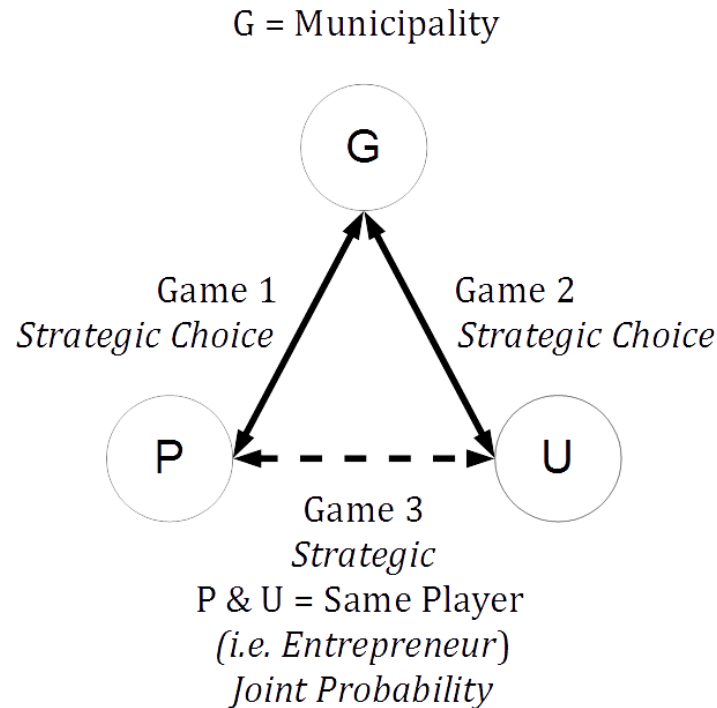 G = Municipality
G
Game 1
Strategic Choice
Game 2
Strategic Choice
P
U
Game 3
Strategic
P & U = Same Player
(i.e. Entrepreneur)
Joint Probability